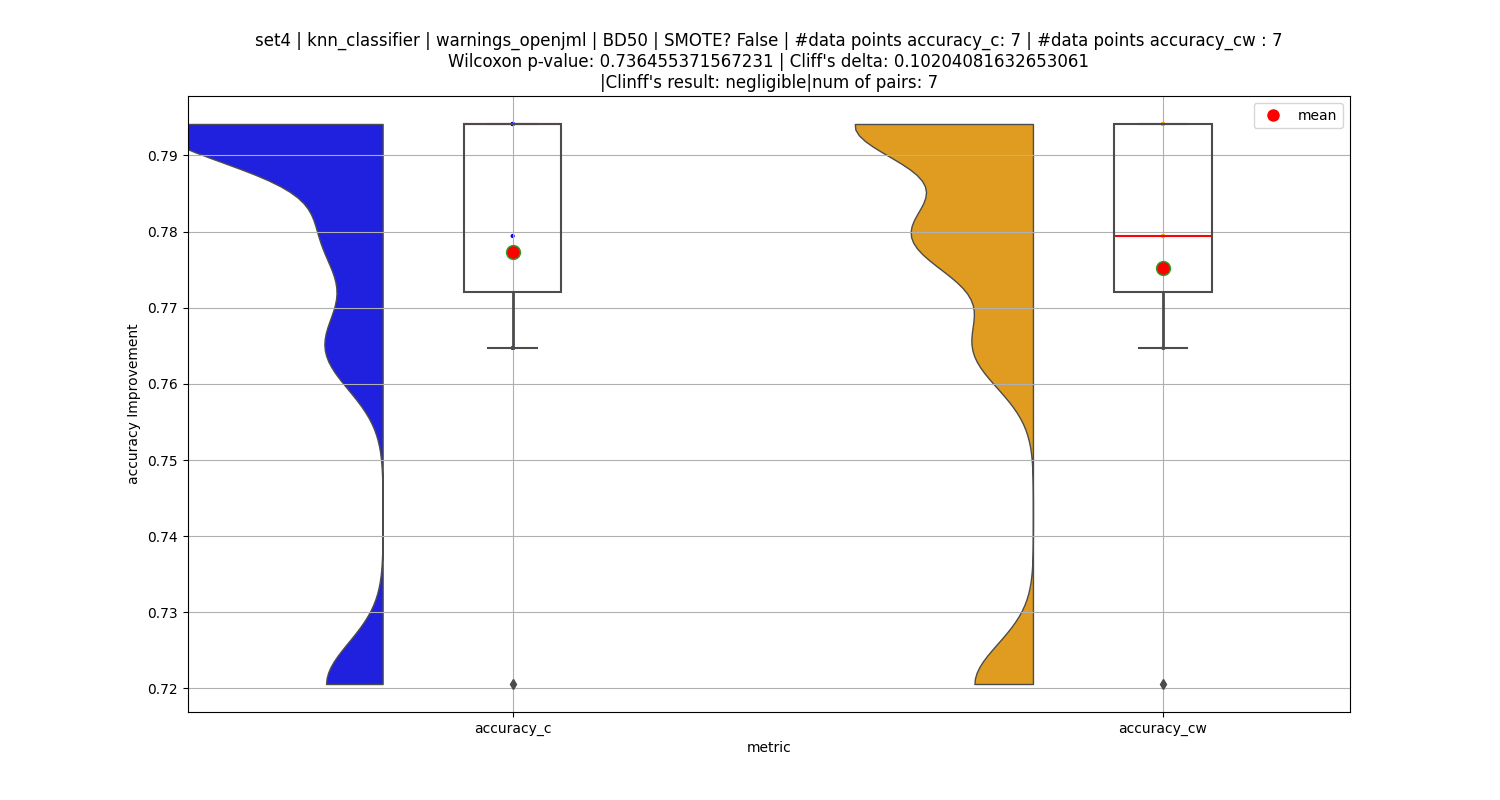 set4 | knn_classifier | warnings_openjml | BD50 | SMOTE? False | #data points accuracy_c: 7 | #data points accuracy_cw : 7
Wilcoxon p-value: 0.736455371567231 | Cliff's delta: 0.10204081632653061
|Clinff's result: negligible|num of pairs: 7
mean
0.79
0.78
0.77
0.76
0.75
0.74
0.73
0.72
accuracy Improvement
accuracy_c
accuracy_cw
metric